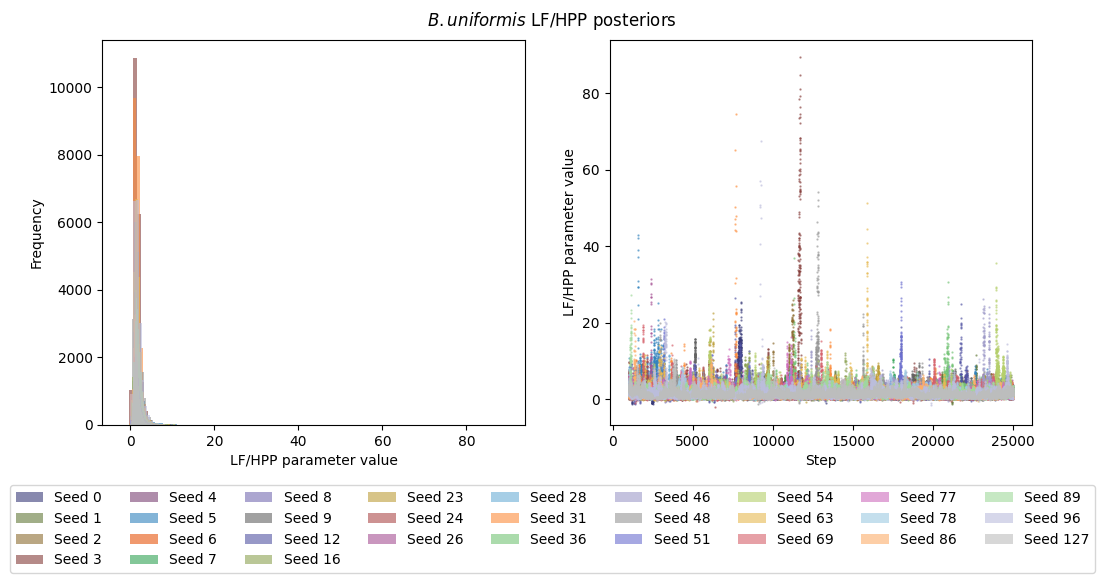 B.uniformis LF/HPP posteriors
10000
8000
6000
4000
2000
0
Frequency
0 20 40 60 80
LF/HPP parameter value
80
60
40
20
0
LF/HPP parameter value
0 5000 10000 15000 20000 25000
Step
Seed 0 Seed 4 Seed 8 Seed 23 Seed 28 Seed 46 Seed 54 Seed 77 Seed 89
Seed 1 Seed 5 Seed 9 Seed 24 Seed 31 Seed 48 Seed 63 Seed 78 Seed 96
Seed 2 Seed 6 Seed 12 Seed 26 Seed 36 Seed 51 Seed 69 Seed 86 Seed 127
Seed 3 Seed 7 Seed 16